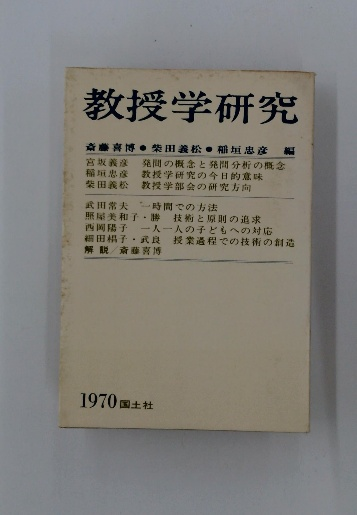 教授学研究
斎藤喜博●柴田義松●稲垣忠彦 編
宮坂義彦 発問の概念と発問分析の概念
稲垣忠彦 教授学研究の今日的意味
柴田義松 教授学部会の研究方向
武田常夫 一時間での方法
照屋美和子・勝 技術と原則の追求
西岡陽子 一人一人の子どもへの対応
細田椙子・武良 授業過程での技術の創造
解説／斎藤喜博
1970 国土社